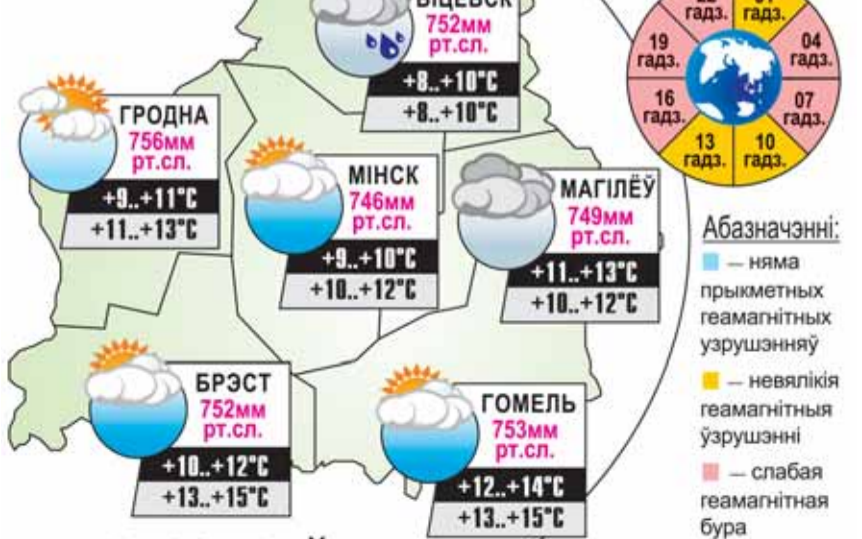 ВІЦЕБСК
752мм
рт.сл.
+8..+10°C
+8..+10°C
ГРОДНА
756мм
рт.сл.
+9..+11°C
+11..+13°C
МІНСК
746мм
рт.сл.
+9..+10°C
+10..+12°C
МАГІЛЁЎ
749мм
рт.сл.
+11..+13°C
+10..+12°C
БРЭСТ
752мм
рт.сл.
+10..+12°C
+13..+15°C
ГОМЕЛЬ
753мм
рт.сл.
+12..+14°C
+13..+15°C
гадз.
гадз.
04
гадз.
07
гадз.
10
гадз.
13
гадз.
16
гадз.
19
гадз.
Абазначэнні:
– няма
прыкметных
геамагнітных
узрушэнняў
– невялікія
геамагнітныя
ўзрушэнні
– слабая
геамагнітная
бура